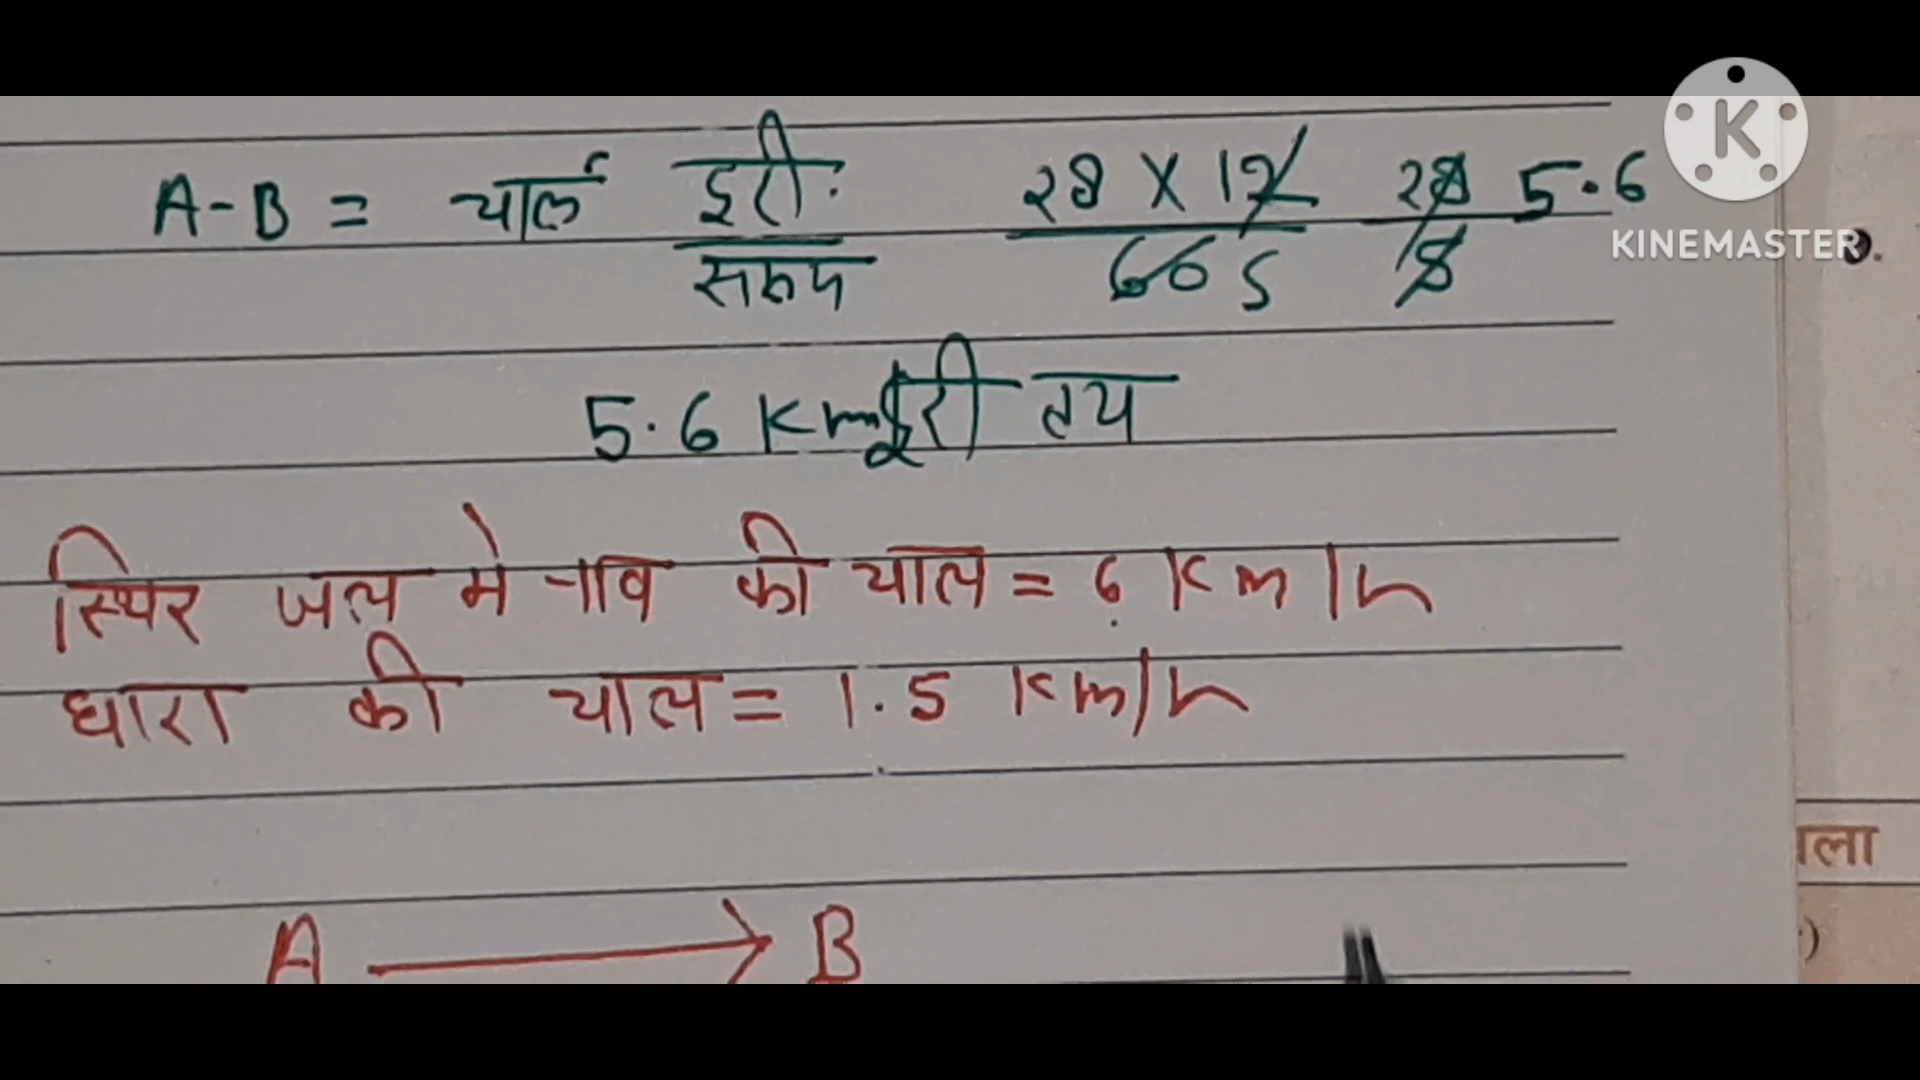 A-B = चाल दूरी 28 X 12 28 5.6
समय 60 5 5
5.6 Km दूरी तय
स्थिर जल मे नाव की चाल = 6 Km/h
धारा की चाल = 1.5 Km/h
A → B
K
KINEMASTER
ला